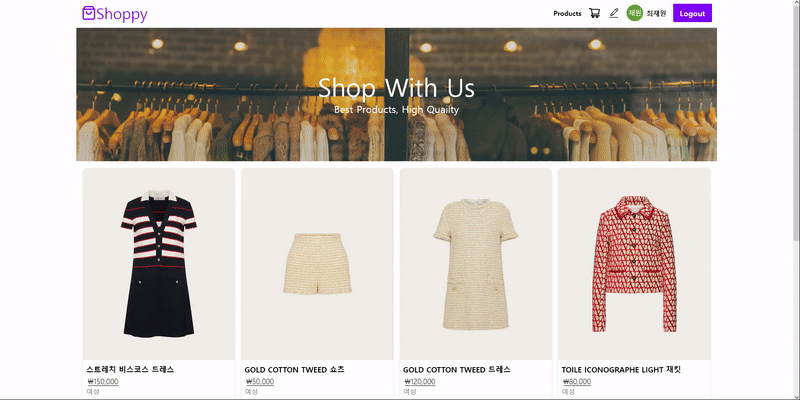 Shoppy
Products
재원 최재원
Logout
Shop With Us
Best Products, High Quailty
스트레치 비스코스 드레스
₩150,000
여성
GOLD COTTON TWEED 쇼츠
₩50,000
여성
GOLD COTTON TWEED 드레스
₩120,000
여성
TOILE ICONOGRAPHE LIGHT 재킷
₩80,000
여성